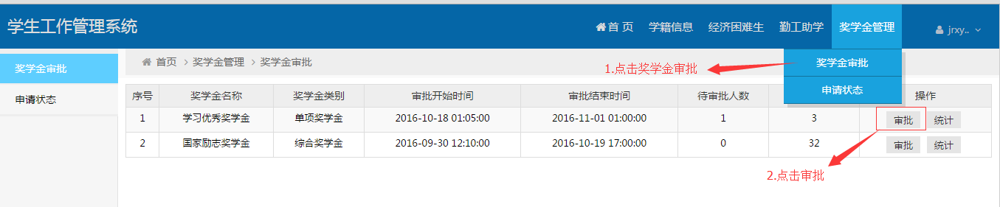 学生工作管理系统
首 页 学籍信息 经济困难生 勤工助学 奖学金管理 jrxy..
奖学金审批
申请状态
首页 > 奖学金管理 > 奖学金审批
奖学金审批
申请状态
1.点击奖学金审批
序号 奖学金名称 奖学金类别 审批开始时间 审批结束时间 待审批人数 操作
1 学习优秀奖学金 单项奖学金 2016-10-18 01:05:00 2016-11-01 01:00:00 1 3 审批 统计
2 国家励志奖学金 综合奖学金 2016-09-30 12:10:00 2016-10-19 17:00:00 0 32 审批 统计
2.点击审批